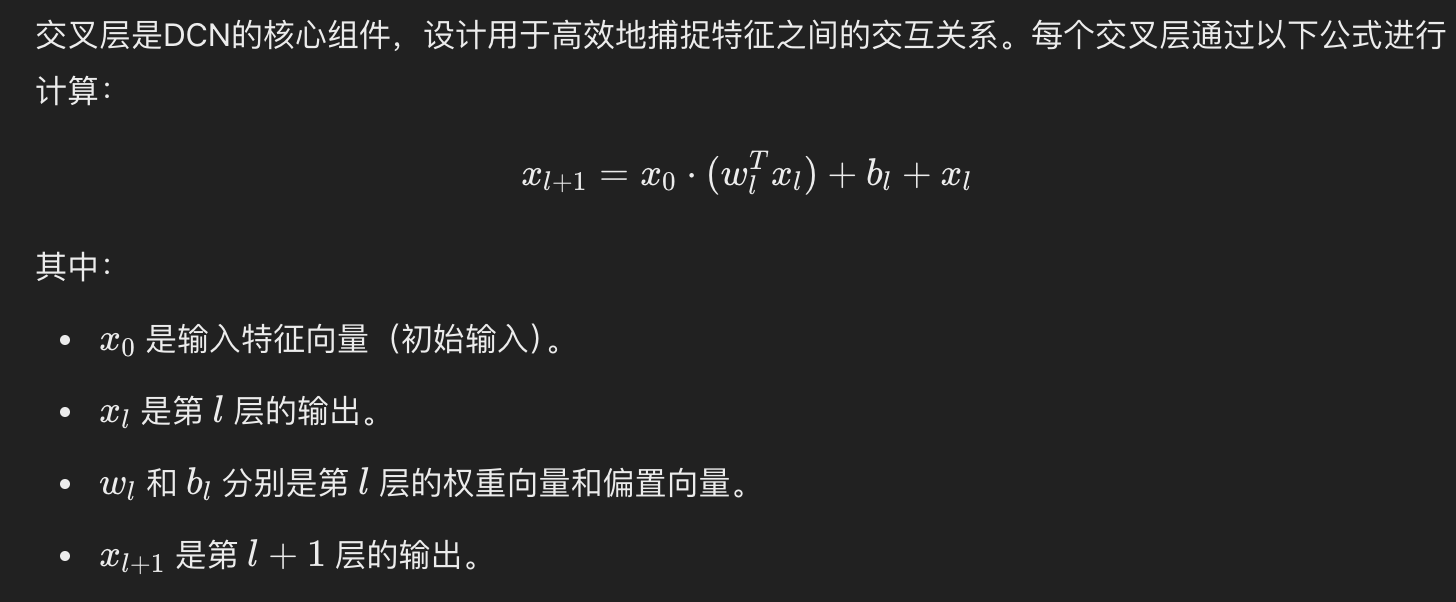 交叉层是DCN的核心组件，设计用于高效地捕捉特征之间的交互关系。每个交叉层通过以下公式进行
计算：
$x_{l+1} = x_0 \cdot (w_l^T x_l) + b_l + x_l$
其中：
• $x_0$ 是输入特征向量（初始输入）。
• $x_l$ 是第 $l$ 层的输出。
• $w_l$ 和 $b_l$ 分别是第 $l$ 层的权重向量和偏置向量。
• $x_{l+1}$ 是第 $l+1$ 层的输出。